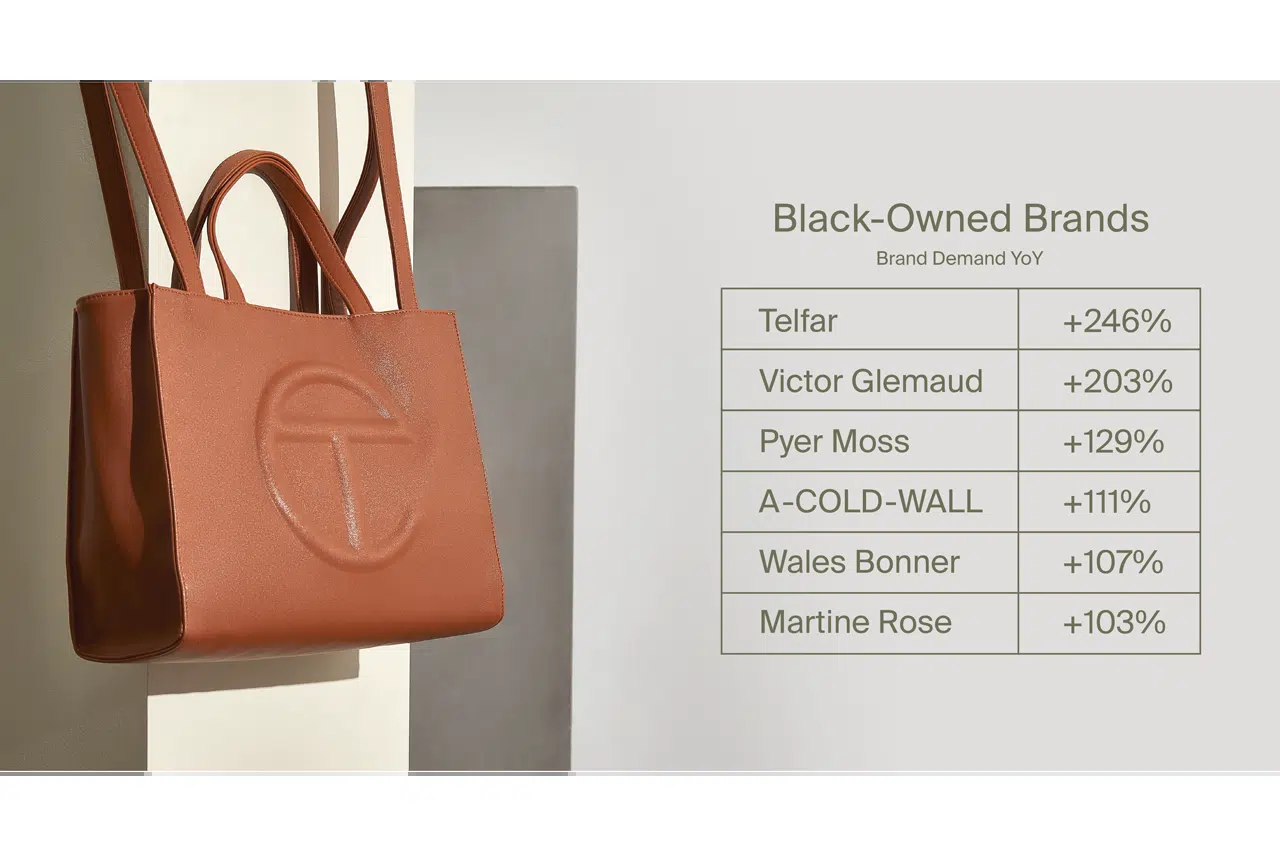 Black-Owned Brands
Brand Demand YoY
Telfar +246%
Victor Glemaud +203%
Pyer Moss +129%
A-COLD-WALL +111%
Wales Bonner +107%
Martine Rose +103%